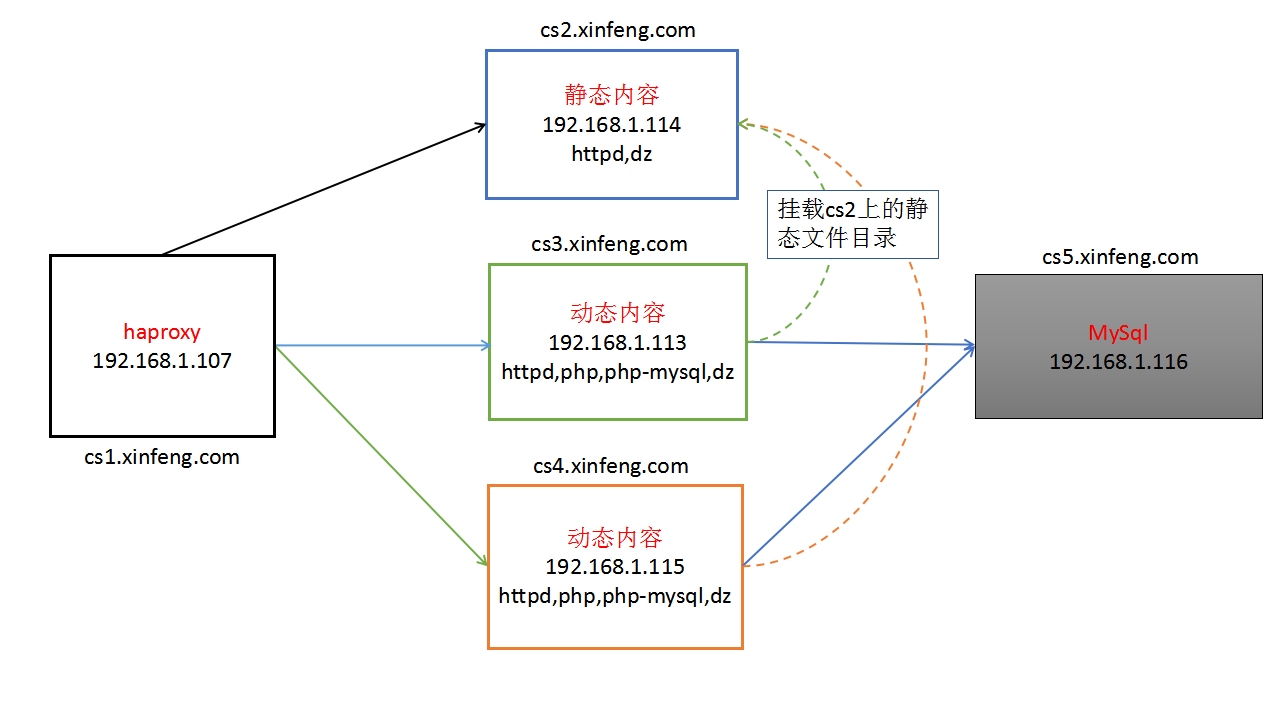 cs2.xinfeng.com
静态内容
192.168.1.114
httpd,dz
挂载cs2上的静
态文件目录
cs3.xinfeng.com
动态内容
192.168.1.113
httpd,php,php-mysql,dz
cs5.xinfeng.com
MySql
192.168.1.116
haproxy
192.168.1.107
cs1.xinfeng.com
cs4.xinfeng.com
动态内容
192.168.1.115
httpd,php,php-mysql,dz